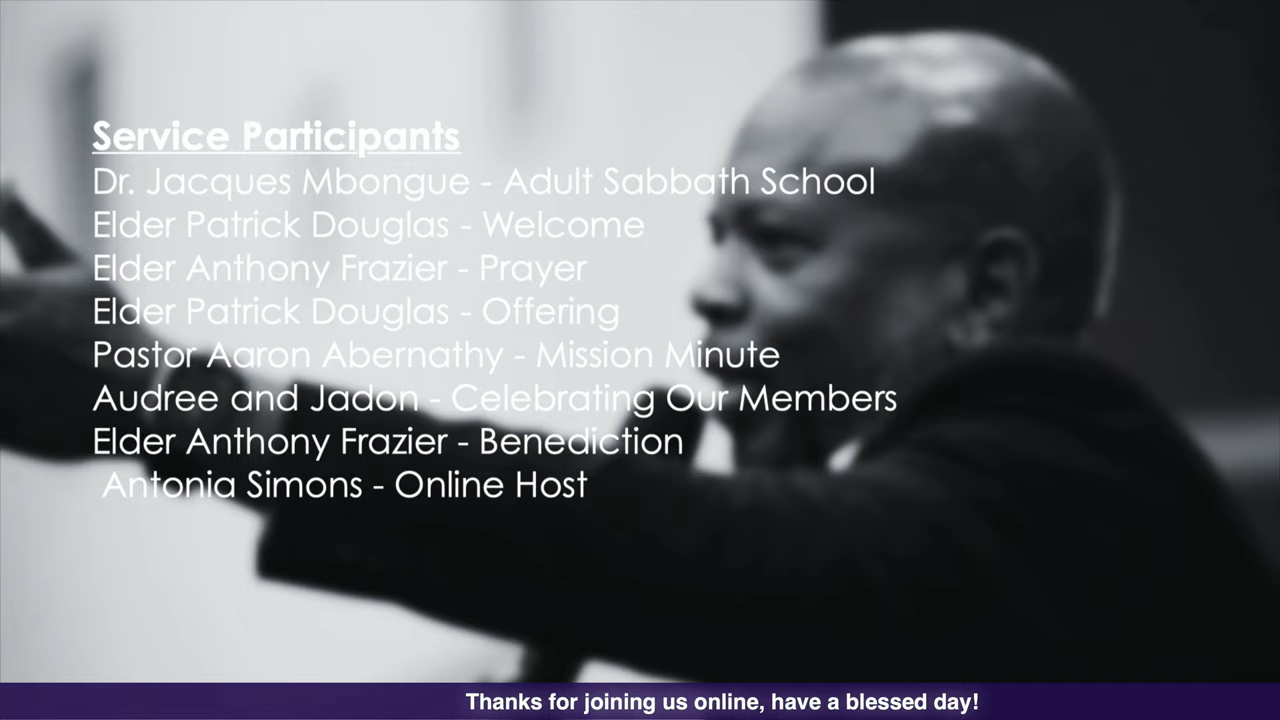 Service Participants
Dr. Jacques Mbongue - Adult Sabbath School
Elder Patrick Douglas - Welcome
Elder Anthony Frazier - Prayer
Elder Patrick Douglas - Offering
Pastor Aaron Abernathy - Mission Minute
Audree and Jadon - Celebrating Our Members
Elder Anthony Frazier - Benediction
Antonia Simons - Online Host
Thanks for joining us online, have a blessed day!